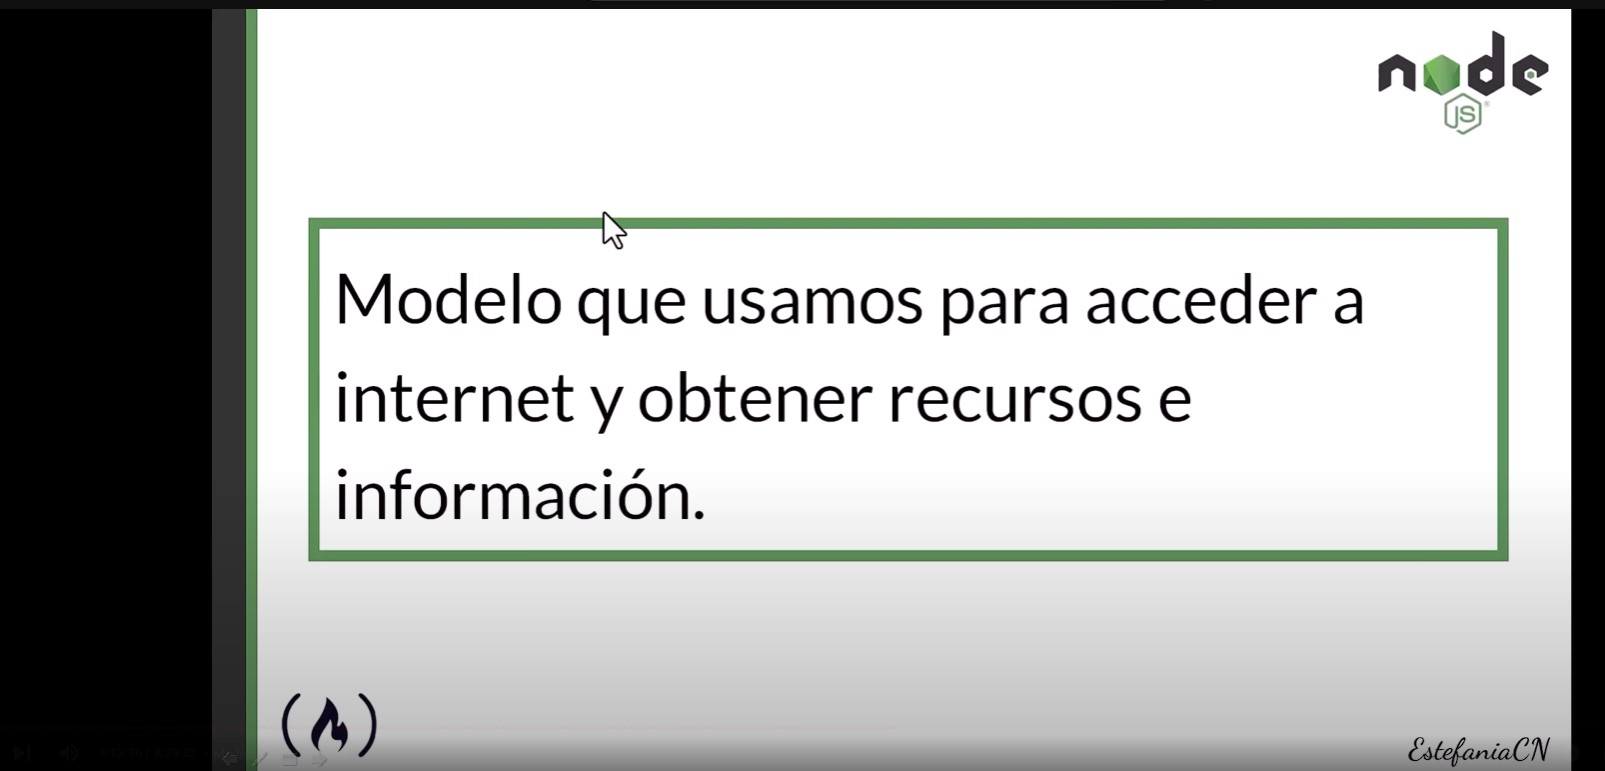 node
JS
Modelo que usamos para acceder a
internet y obtener recursos e
información.
EstefaniaCN